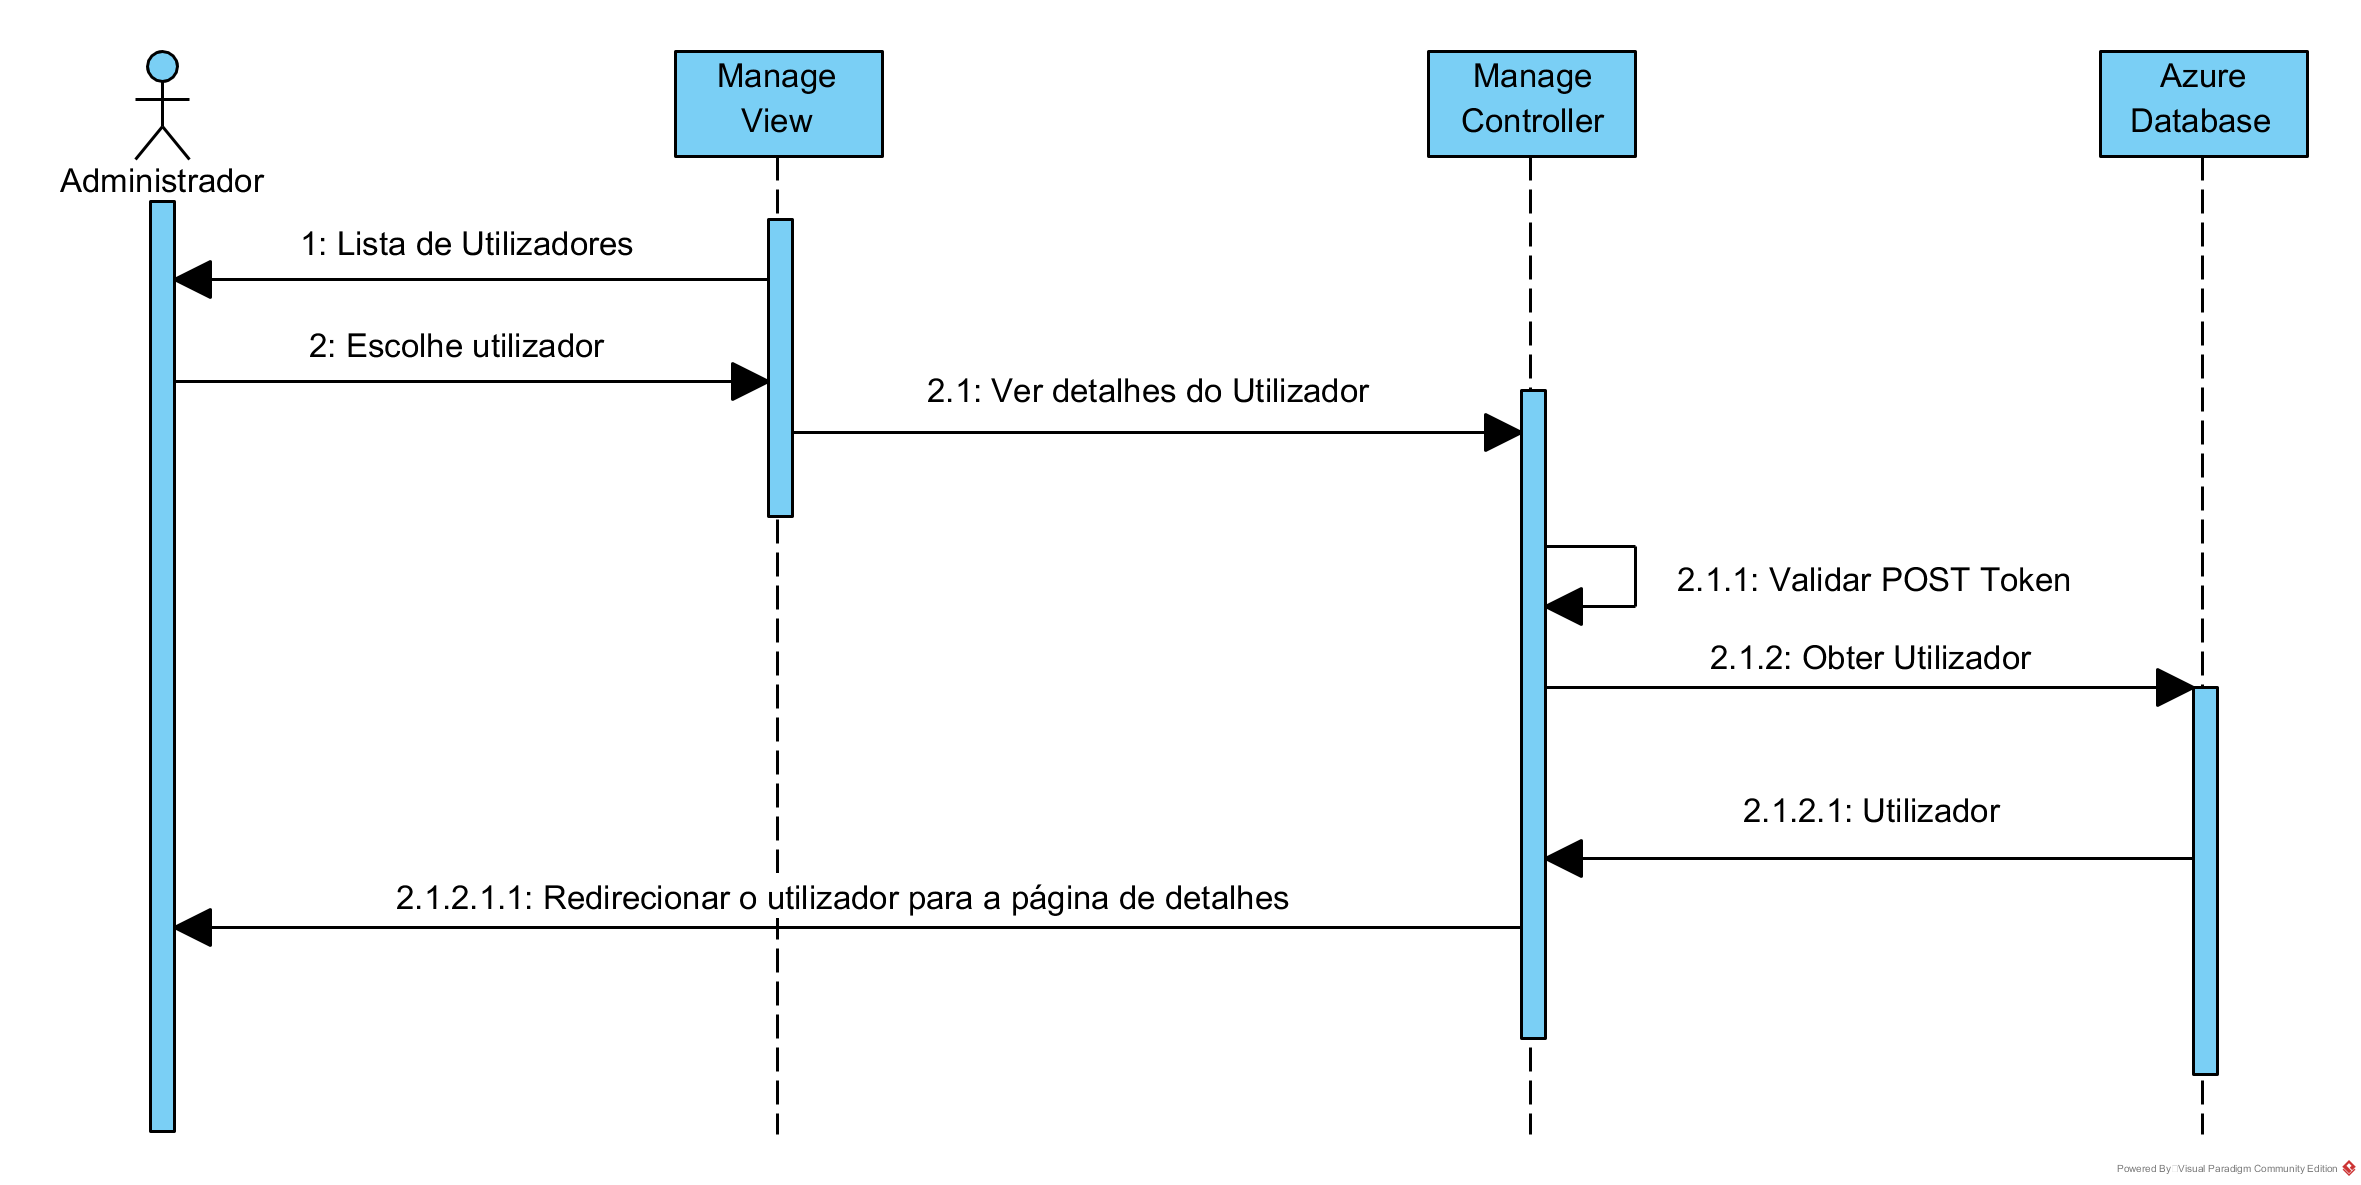 Administrador
Manage
View
Manage
Controller
Azure
Database
1: Lista de Utilizadores
2: Escolhe utilizador
2.1: Ver detalhes do Utilizador
2.1.1: Validar POST Token
2.1.2: Obter Utilizador
2.1.2.1: Utilizador
2.1.2.1.1: Redirecionar o utilizador para a página de detalhes
Powered By Visual Paradigm Community Edition